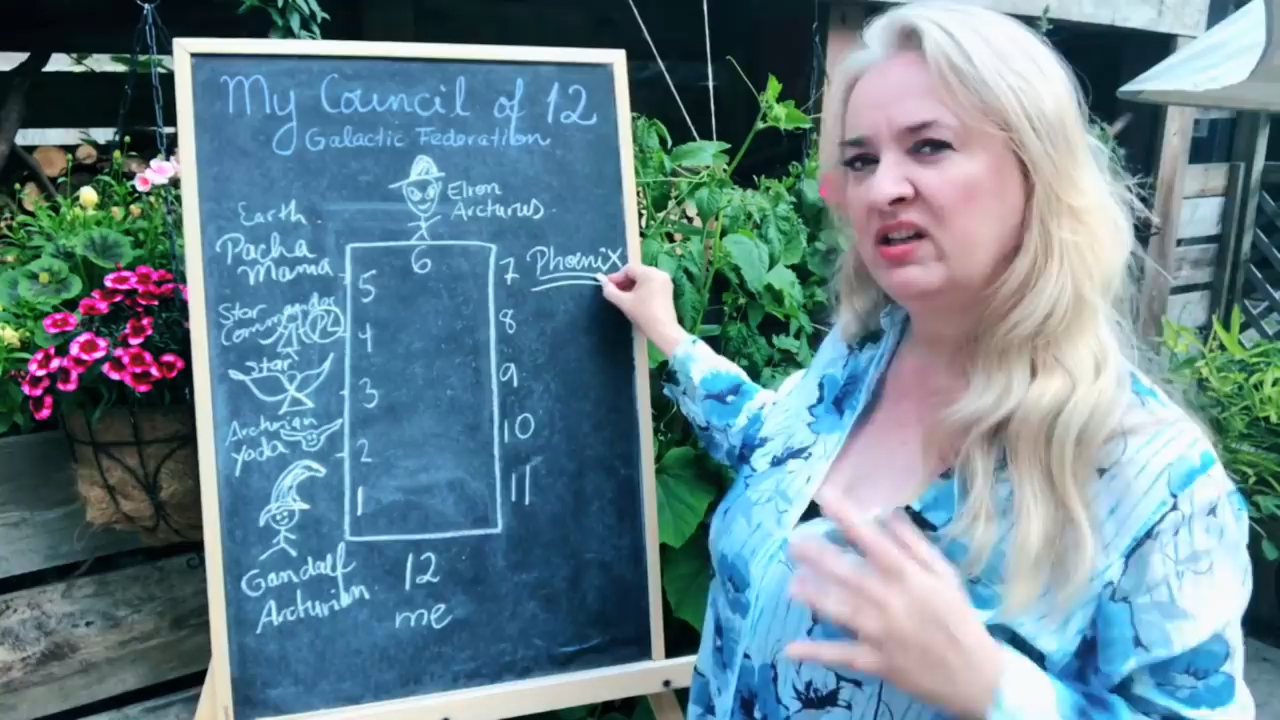 My Council of 12
Galactic Federation
Elron
Arcturus.
Earth.
Pacha
Mama
Star
Commander
PL
Star
Arcturian
Yoda
Gandalf
Arcturian.
6
5
4
3
2
1
7 Phoenix
8
9
10
11
12
me